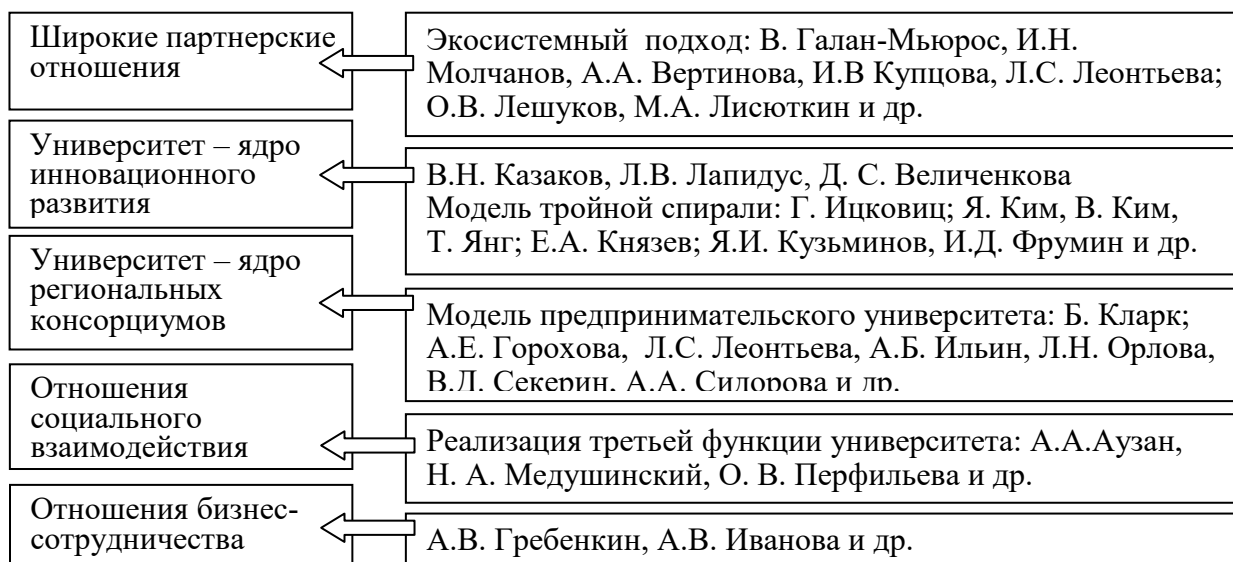 Широкие партнерские
отношения
Экосистемный подход: В. Галан-Мьюрос, И.Н.
Молчанов, А.А. Вертинова, И.В Купцова, Л.С. Леонтьева;
О.В. Лешуков, М.А. Лисюткин и др.
Университет – ядро
инновационного
развития
В.Н. Казаков, Л.В. Лапидус, Д. С. Величенкова
Модель тройной спирали: Г. Ицковиц; Я. Ким, В. Ким,
Т. Янг; Е.А. Князев; Я.И. Кузьминов, И.Д. Фрумин и др.
Университет – ядро
региональных
консорциумов
Модель предпринимательского университета: Б. Кларк;
А.Е. Горохова, Л.С. Леонтьева, А.Б. Ильин, Л.Н. Орлова,
В.Д. Секерин, А.А. Сидорова и др.
Отношения
социального
взаимодействия
Реализация третьей функции университета: А.А.Аузан,
Н. А. Медушинский, О. В. Перфильева и др.
Отношения бизнес-
сотрудничества
А.В. Гребенкин, А.В. Иванова и др.